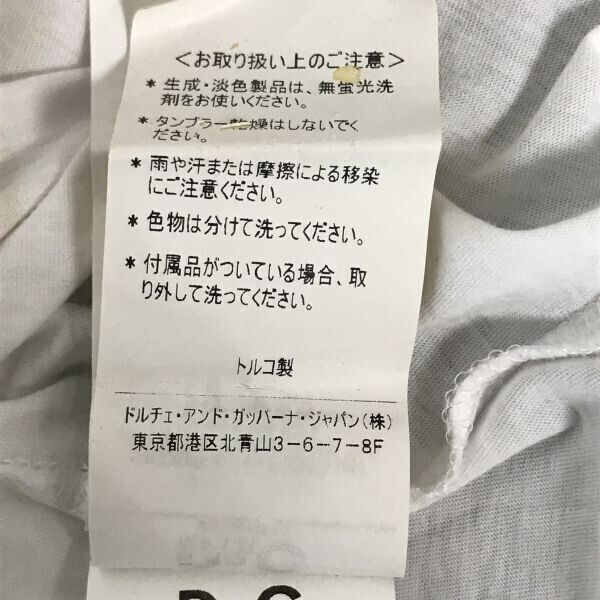 <お取り扱い上のご注意>
* 生成・淡色製品は、無蛍光洗
剤をお使いください。
* タンブラー乾燥はしないでく
ださい。
* 雨や汗または摩擦による移染
にご注意ください。
* 色物は分けて洗ってください。
* 付属品がついている場合、取
り外して洗ってください。
トルコ製
ドルチェ・アンド・ガッバーナ・ジャパン(株)
東京都港区北青山3-6-7-8F